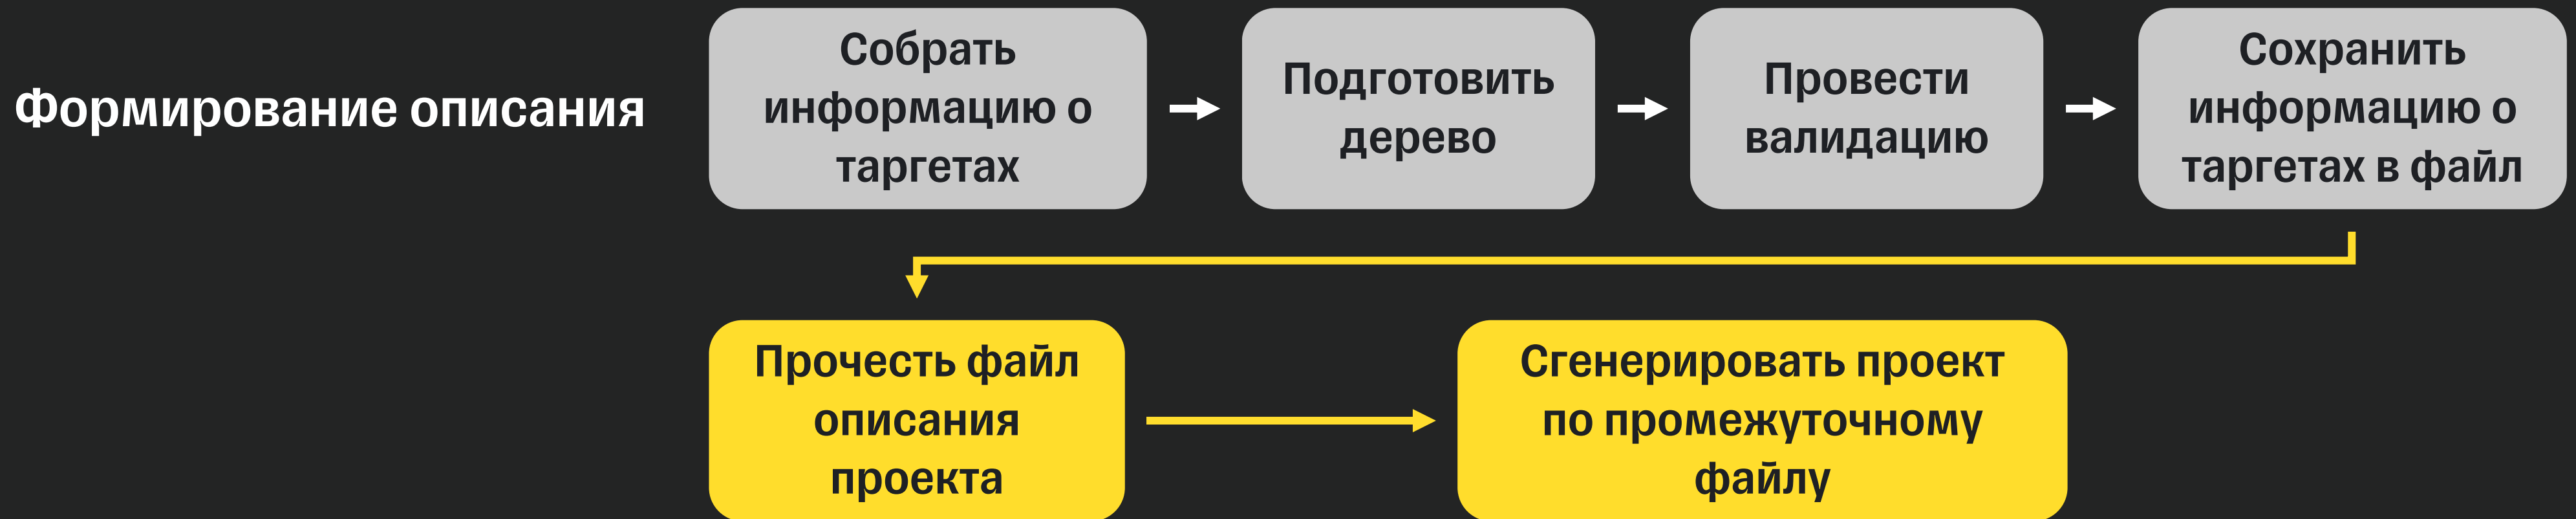 Формирование описания
Собрать
информацию о
таргетах
Подготовить
дерево
Провести
валидацию
Сохранить
информацию о
таргетах в файл
Прочесть файл
описания
проекта
Сгенерировать проект
по промежуточному
файлу